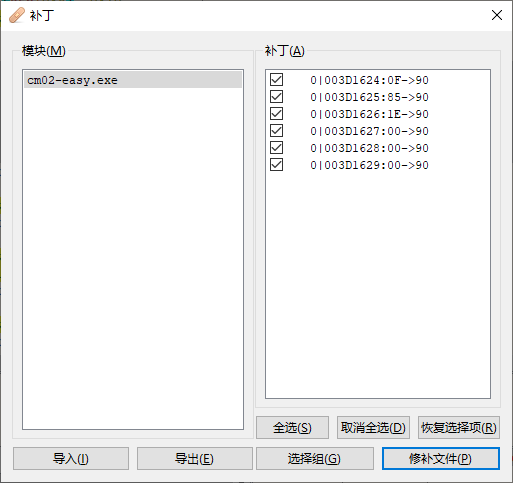 补丁
模块(M)
cm02-easy.exe
补丁(A)
0|003D1624:0F->90
0|003D1625:85->90
0|003D1626:1E->90
0|003D1627:00->90
0|003D1628:00->90
0|003D1629:00->90
全选(S)
取消全选(D)
恢复选择项(R)
导入(I)
导出(E)
选择组(G)
修补文件(P)